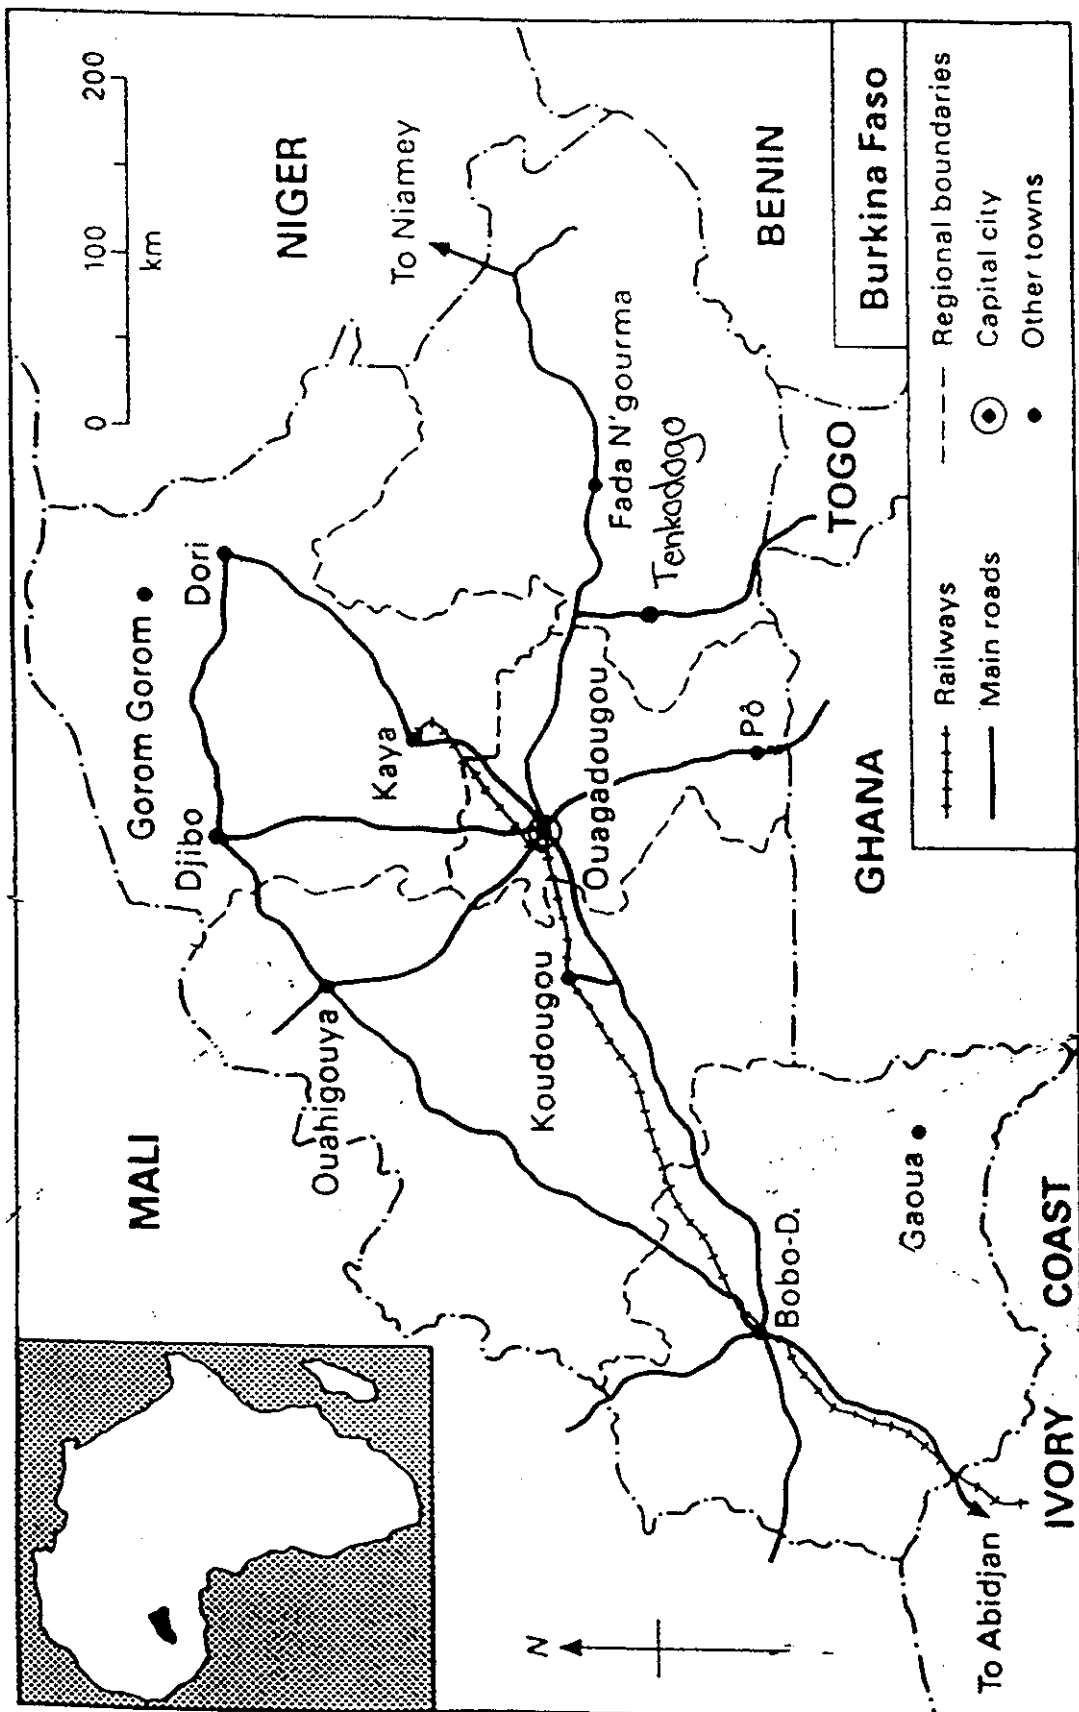 0 100 200
km
NIGER
To Niamey
MALI
Gorom Gorom
Dori
Djibo
Kaya
Ouahigouya
Koudougou
Ouagadougou
Fada N'gourma
Tenkodogo
BENIN
Pô
TOGO
Bobo-D.
Gaoua
GHANA
IVORY COAST
To Abidjan
N
Burkina Faso
Railways
Main roads
Regional boundaries
Capital city
Other towns